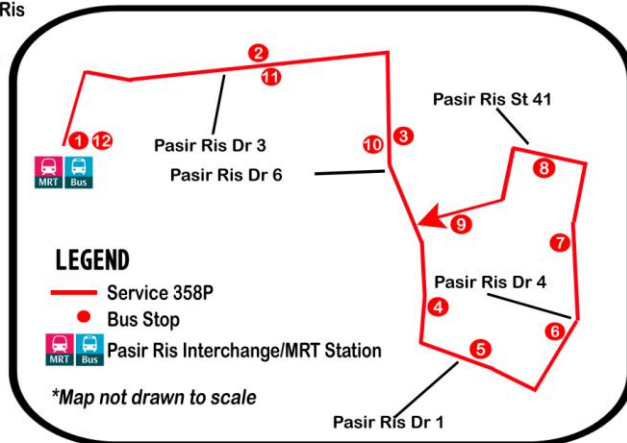 Ris
2
11
Pasir Ris St 41
1 12
Pasir Ris Dr 3
10 3
8
MRT Bus
Pasir Ris Dr 6
9
7
LEGEND
Pasir Ris Dr 4
Service 358P
4
6
Bus Stop
MRT Bus Pasir Ris Interchange/MRT Station
5
*Map not drawn to scale
Pasir Ris Dr 1